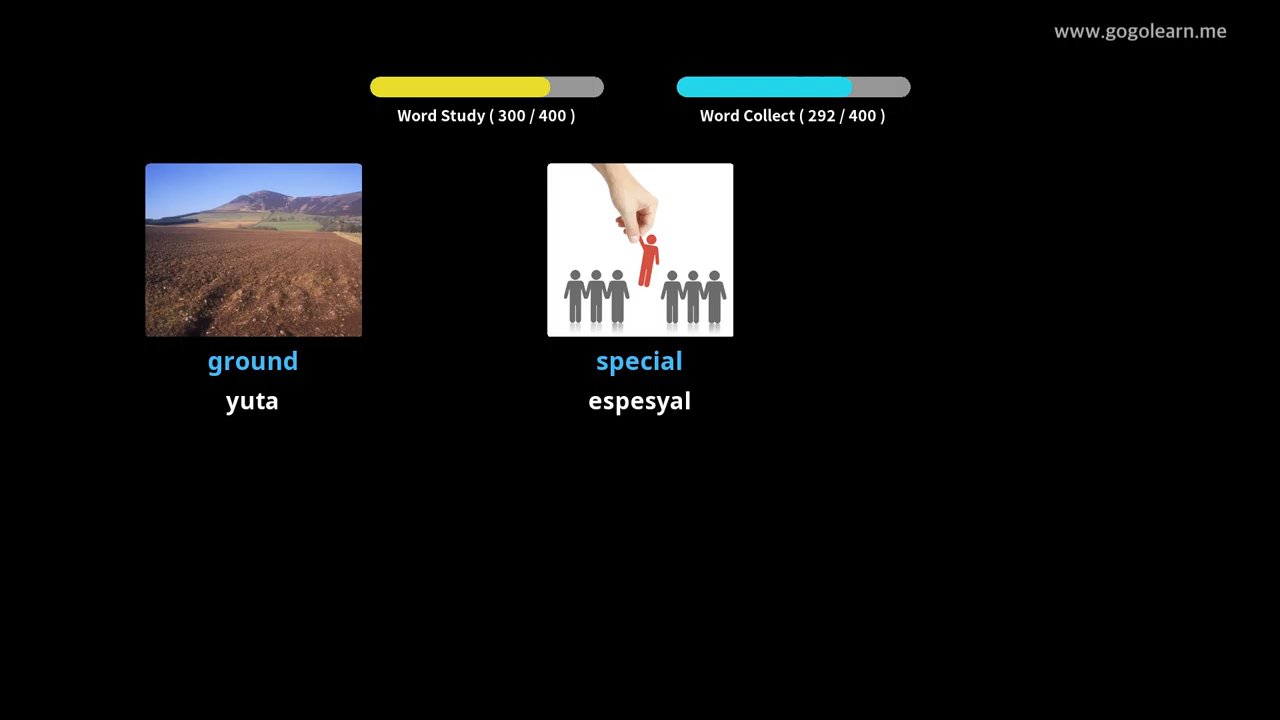 www.gogolearn.me
Word Study ( 300 / 400 )
Word Collect ( 292 / 400 )
ground
yuta
special
espesyal